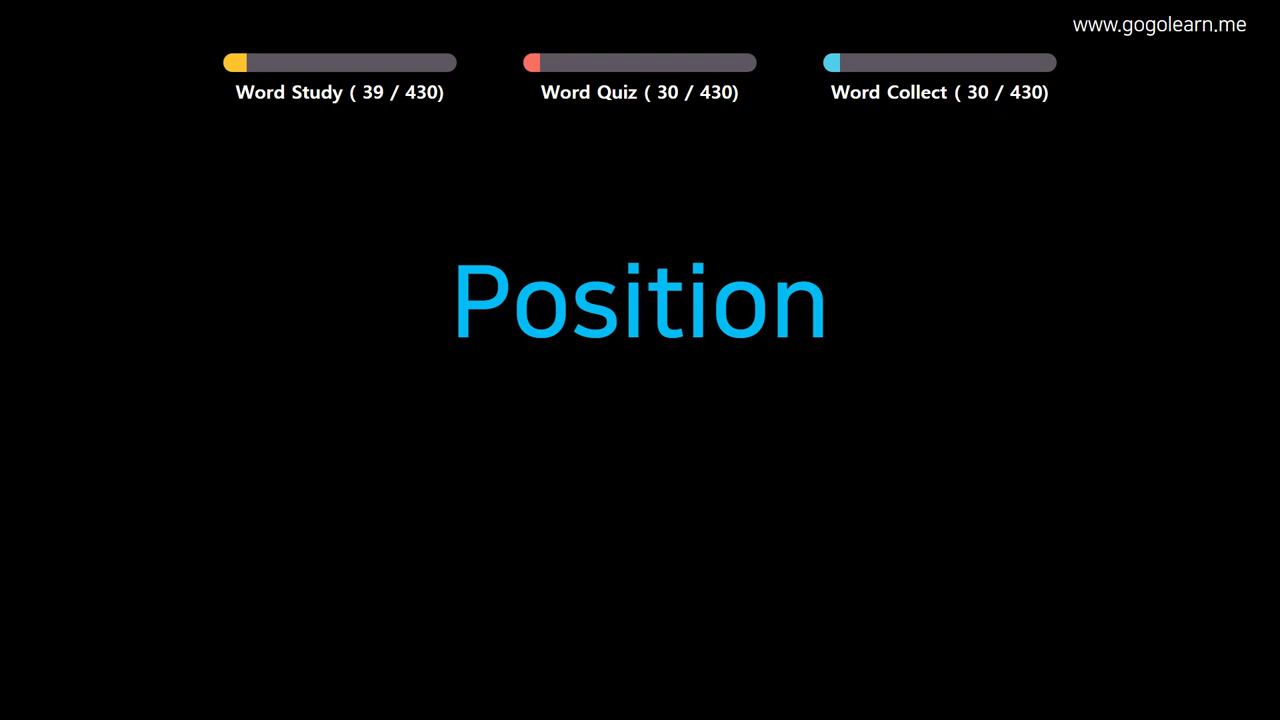 www.gogolearn.me
Word Study ( 39 / 430)
Word Quiz ( 30 / 430)
Word Collect ( 30 / 430)
Position